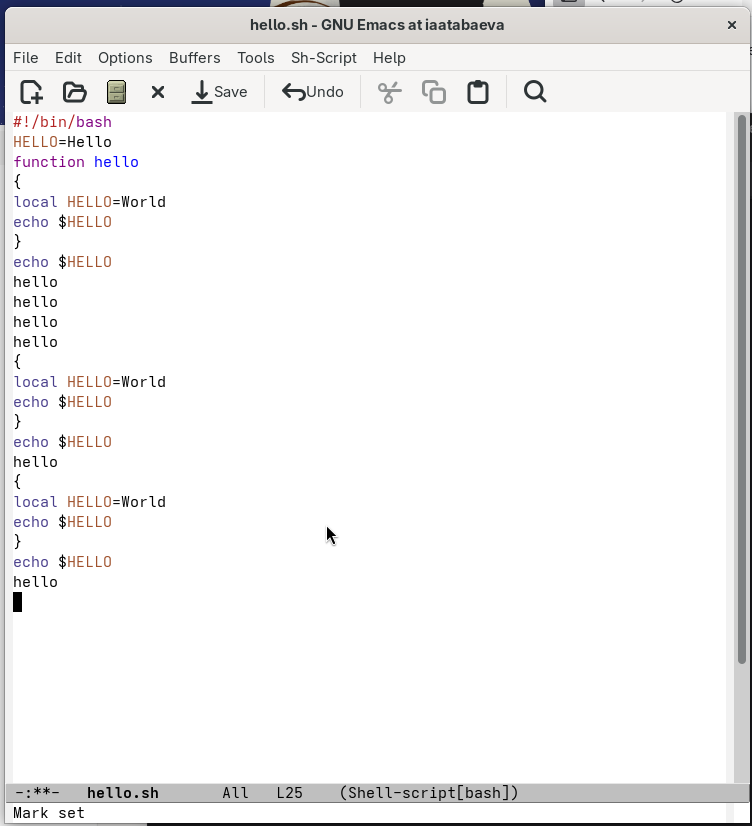 hello.sh - GNU Emacs at iaatabaeva
File Edit Options Buffers Tools Sh-Script Help
Save Undo
#!/bin/bash
HELLO=Hello
function hello
{
local HELLO=World
echo $HELLO
}
echo $HELLO
hello
hello
hello
hello
{
local HELLO=World
echo $HELLO
}
echo $HELLO
hello
{
local HELLO=World
echo $HELLO
}
echo $HELLO
hello
-:**- hello.sh All L25 (Shell-script[bash])
Mark set